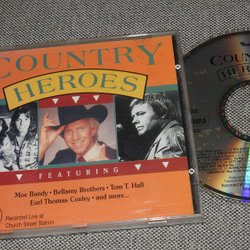 COUNTRY
HEROES
FEATURING
Moe Bandy • Bellamy Brothers • Tom T. Hall
Earl Thomas Conley • and more...
Recorded Live at
Church Street Station
COUNTRY
HEROES